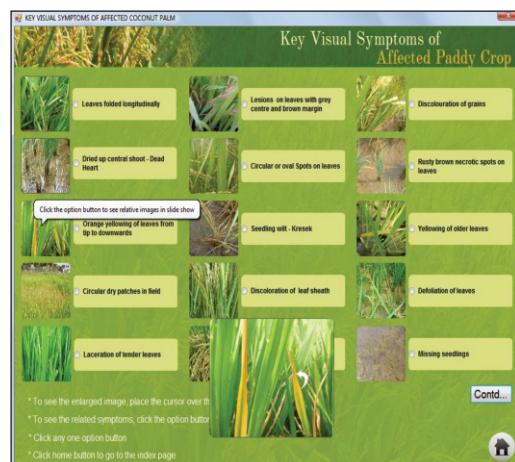 KEY VISUAL SYMPTOMS OF AFFECTED COCONUT PALM
Key Visual Symptoms of
Affected Paddy Crop
Leaves folded longitudinally
Lesions on leaves with grey
centre and brown margin
Discolouration of grains
Dried up central shoot - Dead
Heart
Circular or oval Spots on leaves
Rusty brown necrotic spots on
leaves
Click the option button to see relative images in slide show
Orange yellowing of leaves from
tip to downwards
Seedling wilt - Kresek
Yellowing of older leaves
Circular dry patches in field
Discoloration of leaf sheath
Defoliation of leaves
Laceration of tender leaves
Missing seedlings
Contd...
* To see the enlarged image, place the cursor over th
* To see the related symptoms, click the option button
* Click any one option button
* Click home button to go to the index page